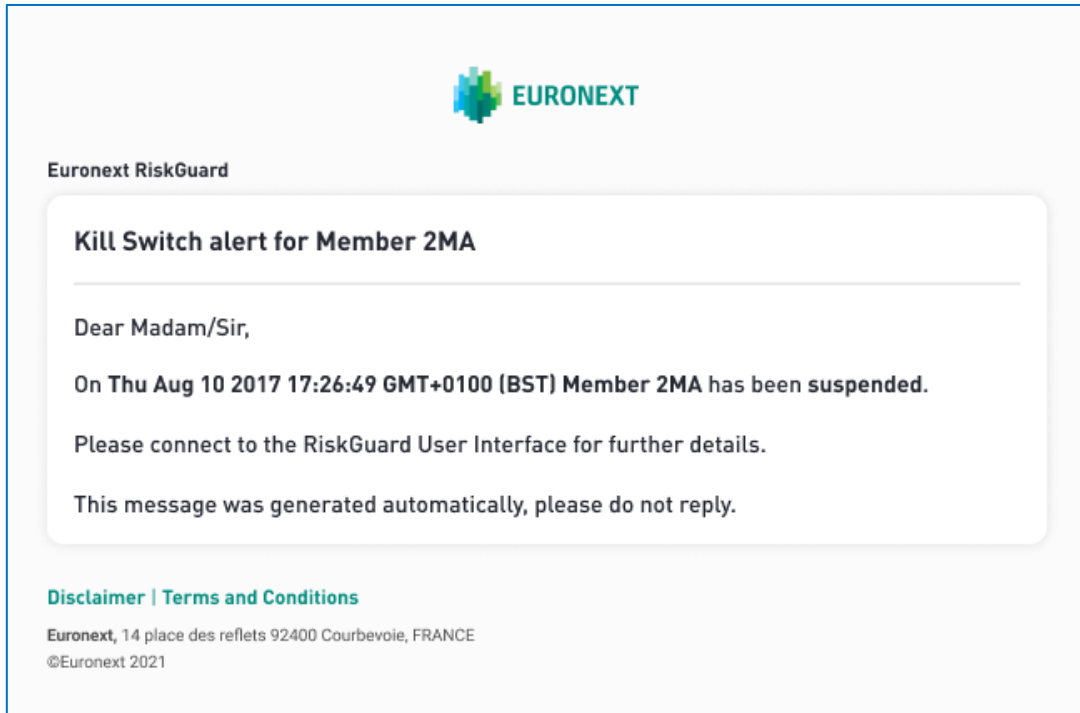 EURONEXT
Euronext RiskGuard
Kill Switch alert for Member 2MA
Dear Madam/Sir,
On Thu Aug 10 2017 17:26:49 GMT+0100 (BST) Member 2MA has been suspended.
Please connect to the RiskGuard User Interface for further details.
This message was generated automatically, please do not reply.
Disclaimer | Terms and Conditions
Euronext, 14 place des reflets 92400 Courbevoie, FRANCE
©Euronext 2021